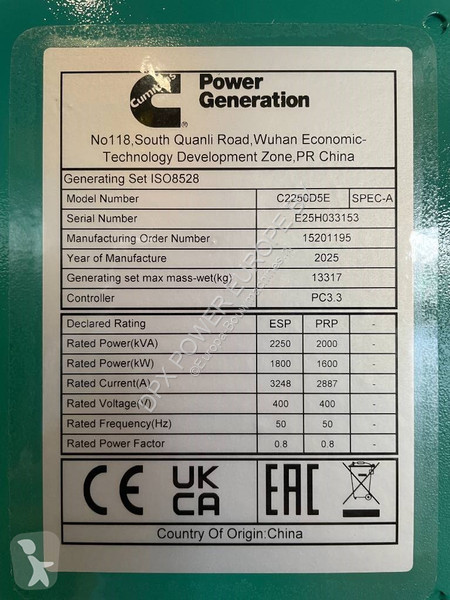 Cummins
Power
Generation
®
No118,South Quanli Road,Wuhan Economic-
Technology Development Zone,PR China
Generating Set ISO8528
Model Number C2250D5E SPEC-A
Serial Number E25H033153
Manufacturing Order Number 15201195
Year of Manufacture 2025
Generating set max mass-wet(kg) 13317
Controller PC3.3
Declared Rating ESP PRP -
Rated Power(kVA) 2250 2000 -
Rated Power(kW) 1800 1600 -
Rated Current(A) 3248 2887 -
Rated Voltage(V) 400 400 -
Rated Frequency(Hz) 50 50 -
Rated Power Factor 0.8 0.8 -
CE UK CA EAC
Country Of Origin:China
DPX POWER EUROPE B.V.